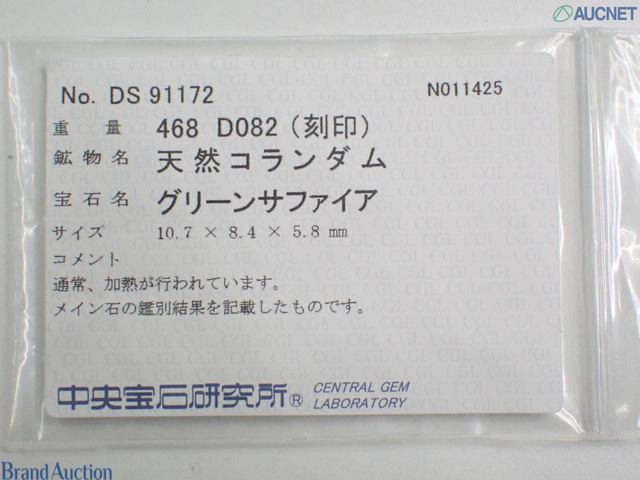 AUCNET
No. DS 91172
N011425
重量 468 D082 (刻印)
鉱物名 天然コランダム
宝石名 グリーンサファイア
サイズ 10.7 × 8.4 × 5.8 mm
コメント
通常、加熱が行われています。
メイン石の鑑別結果を記載したものです。
中央宝石研究所® CENTRAL GEM
LABORATORY
Brand Auction